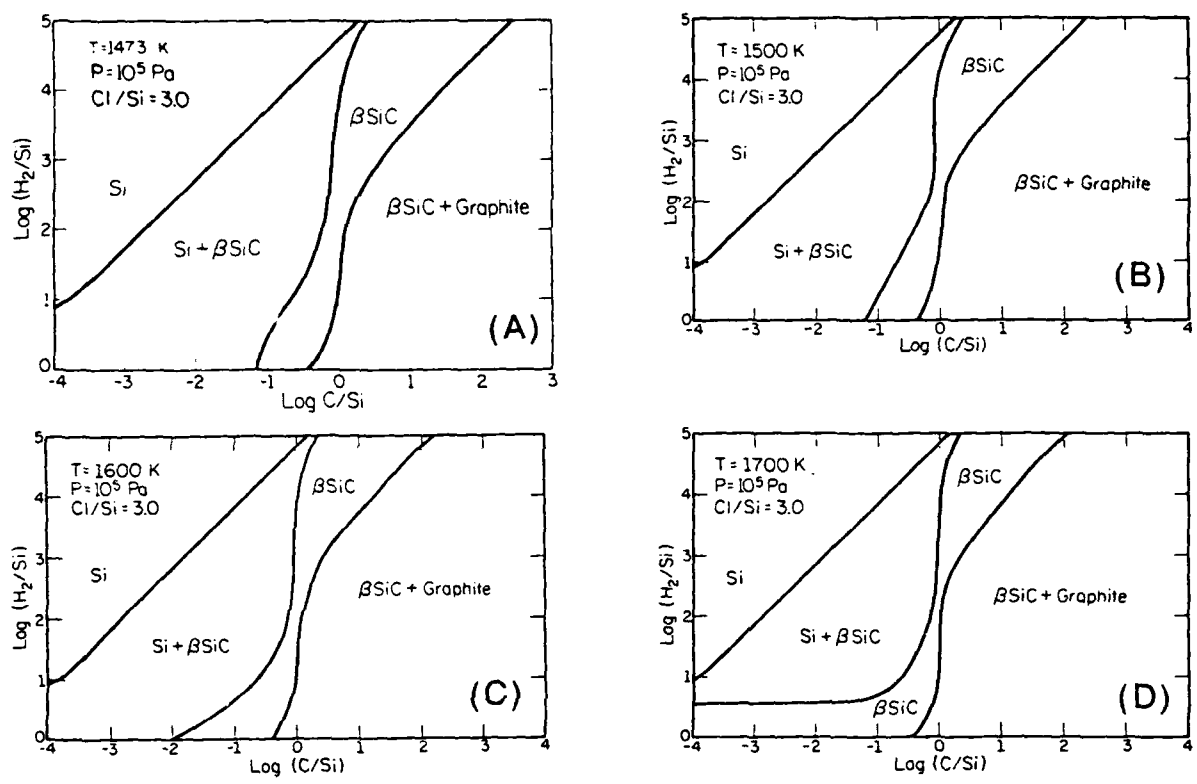 5
4
3
2
1
0
Log (H₂/Si)
T=1473 K
P=10⁵ Pa
Cl/Si=3.0
Si
Si + βSiC
βSiC
βSiC + Graphite
(A)
-4 -3 -2 -1 0 1 2 3
Log C/Si
5
4
3
2
1
0
Log (H₂/Si)
T=1500 K
P=10⁵ Pa
Cl/Si=3.0
Si
Si + βSiC
βSiC
βSiC + Graphite
(B)
-4 -3 -2 -1 0 1 2 3 4
Log (C/Si)
5
4
3
2
1
0
Log (H₂/Si)
T=1600 K
P=10⁵ Pa
Cl/Si=3.0
Si
Si + βSiC
βSiC
βSiC + Graphite
(C)
-4 -3 -2 -1 0 1 2 3 4
Log (C/Si)
5
4
3
2
1
0
Log (H₂/Si)
T=1700 K
P=10⁵ Pa
Cl/Si=3.0
Si
Si + βSiC
βSiC
βSiC
βSiC + Graphite
(D)
-4 -3 -2 -1 0 1 2 3 4
Log (C/Si)